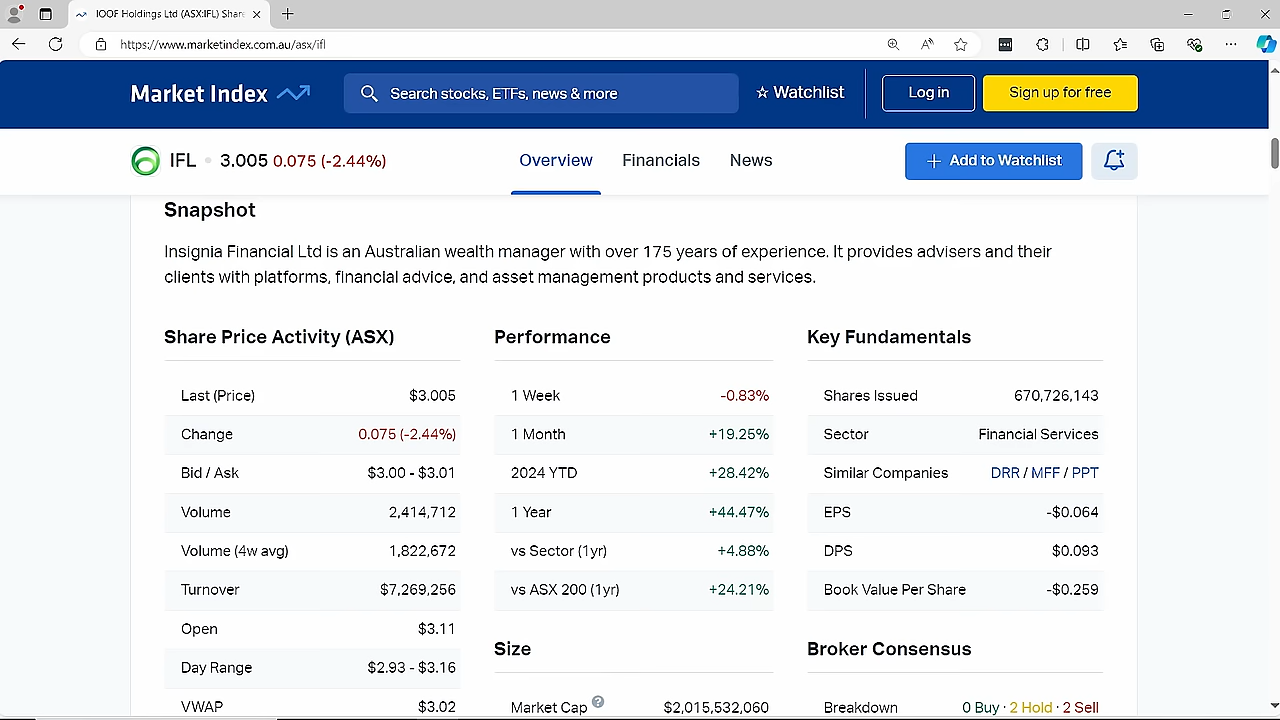 IOOF Holdings Ltd (ASX:IFL) Share
https://www.marketindex.com.au/asx/ifl
Market Index
Search stocks, ETFs, news & more
Watchlist
Log in
Sign up for free
IFL 3.005 0.075 (-2.44%)
Overview
Financials
News
+ Add to Watchlist
Snapshot
Insignia Financial Ltd is an Australian wealth manager with over 175 years of experience. It provides advisers and their
clients with platforms, financial advice, and asset management products and services.
Share Price Activity (ASX)
Last (Price) $3.005
Change 0.075 (-2.44%)
Bid / Ask $3.00 - $3.01
Volume 2,414,712
Volume (4w avg) 1,822,672
Turnover $7,269,256
Open $3.11
Day Range $2.93 - $3.16
VWAP $3.02
Performance
1 Week -0.83%
1 Month +19.25%
2024 YTD +28.42%
1 Year +44.47%
vs Sector (1yr) +4.88%
vs ASX 200 (1yr) +24.21%
Size
Market Cap ? $2,015,532,060
Key Fundamentals
Shares Issued 670,726,143
Sector Financial Services
Similar Companies DRR / MFF / PPT
EPS -$0.064
DPS $0.093
Book Value Per Share -$0.259
Broker Consensus
Breakdown 0 Buy · 2 Hold · 2 Sell